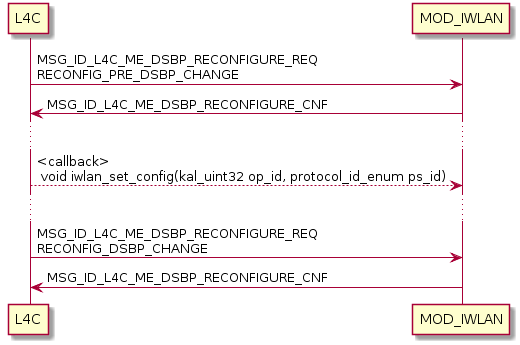 L4C
MOD_IWLAN
MSG_ID_L4C_ME_DSBP_RECONFIGURE_REQ
RECONFIG_PRE_DSBP_CHANGE
MSG_ID_L4C_ME_DSBP_RECONFIGURE_CNF
<callback>
void iwlan_set_config(kal_uint32 op_id, protocol_id_enum ps_id)
MSG_ID_L4C_ME_DSBP_RECONFIGURE_REQ
RECONFIG_DSBP_CHANGE
MSG_ID_L4C_ME_DSBP_RECONFIGURE_CNF
L4C
MOD_IWLAN